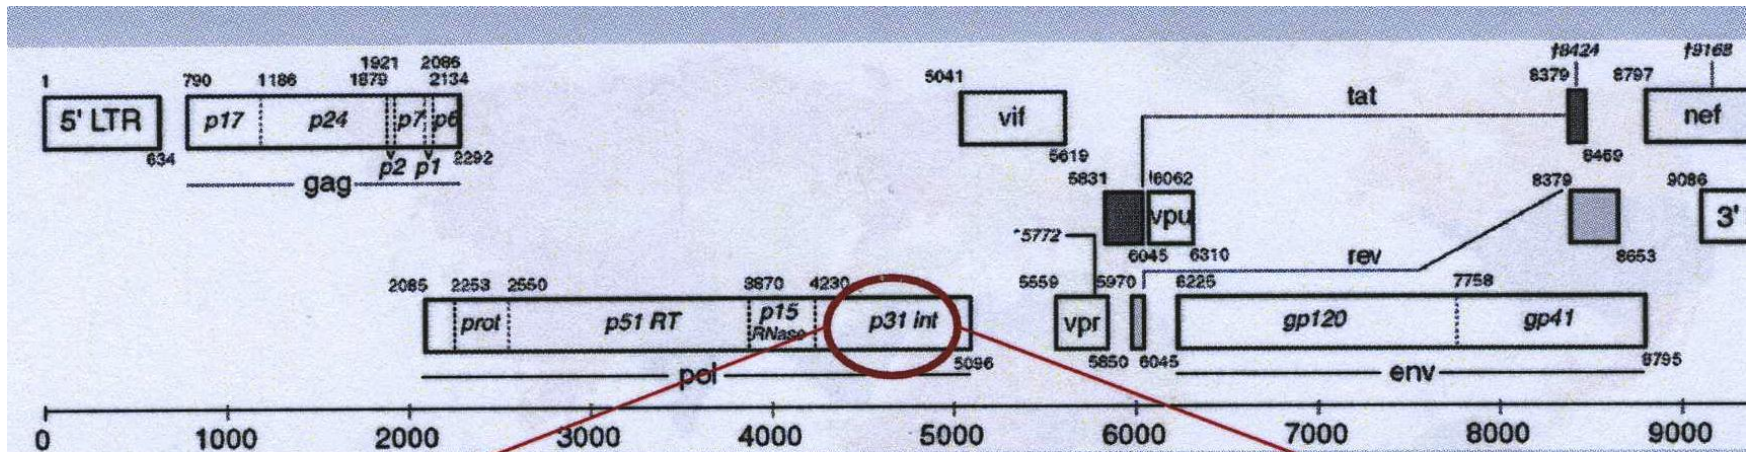 1921 2086 †8424 †9168
1 790 1186 1879 2134 5041 8379 8797
5' LTR p17 p24 p7 p6 vif tat nef
634 p2 p1 2292 5619 8469
gag 5831 6062 8379 9086
vpu 3'
*5772 6045 6310 rev 8653
2085 2253 2550 3870 4230 5559 5970 6225 7758
prot p51 RT p15 p31 int vpr gp120 gp41
RNase
5096 5850 6045 8795
pol env
0 1000 2000 3000 4000 5000 6000 7000 8000 9000